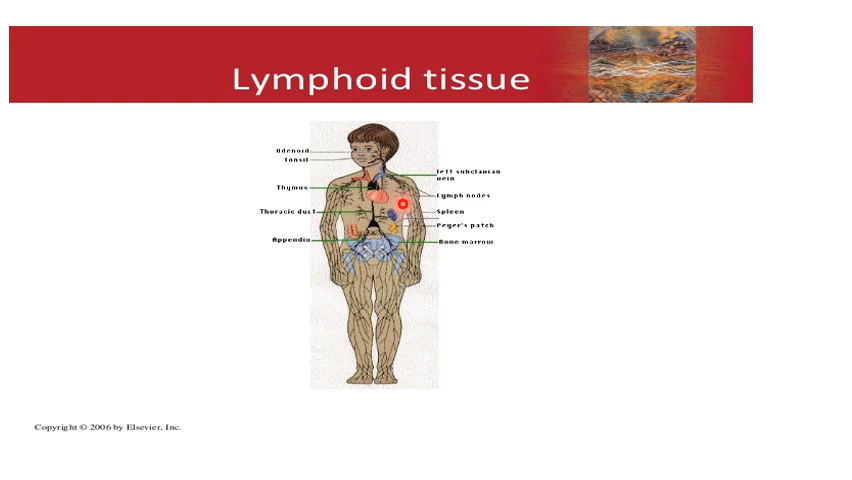 Lymphoid tissue
Adenoid
Tonsil
Thymus
Thoracic duct
Appendix
left subclavian
vein
Lymph nodes
Spleen
Peyer's patch
Bone marrow
Copyright © 2006 by Elsevier, Inc.